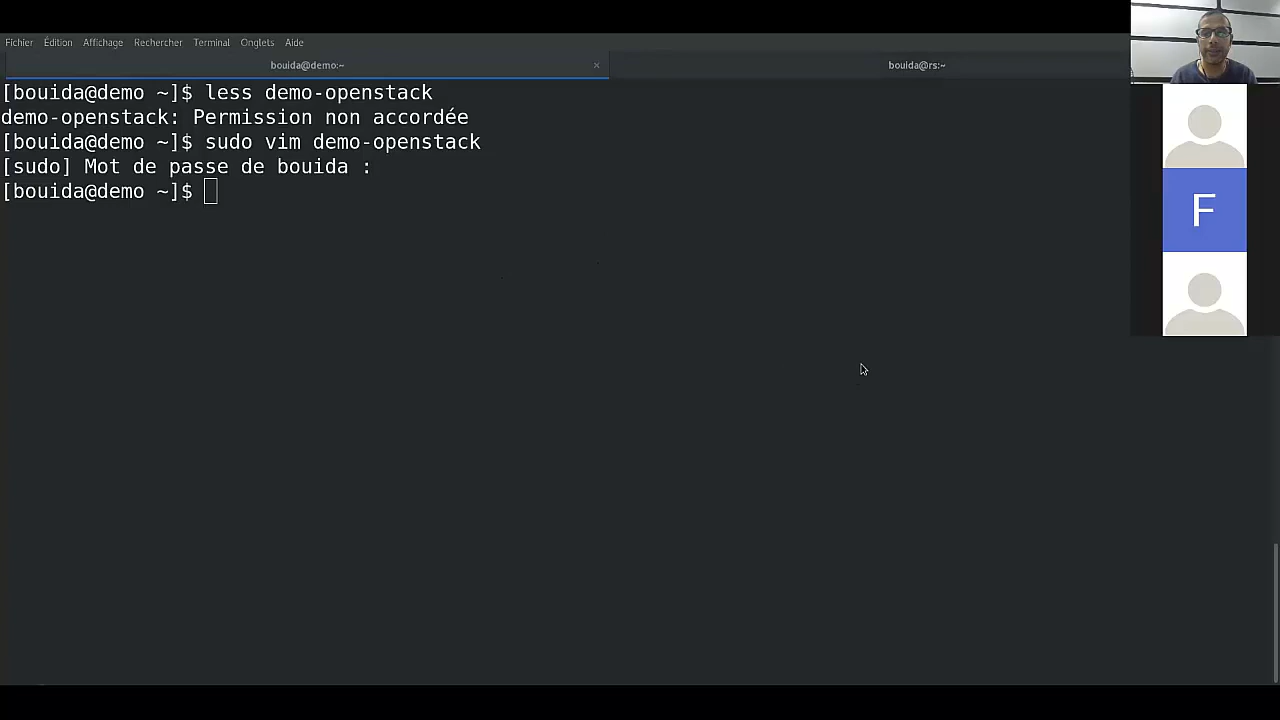 Fichier Édition Affichage Rechercher Terminal Onglets Aide
bouida@demo:~ × bouida@rs:~
[bouida@demo ~]$ less demo-openstack
demo-openstack: Permission non accordée
[bouida@demo ~]$ sudo vim demo-openstack
[sudo] Mot de passe de bouida :
[bouida@demo ~]$
F